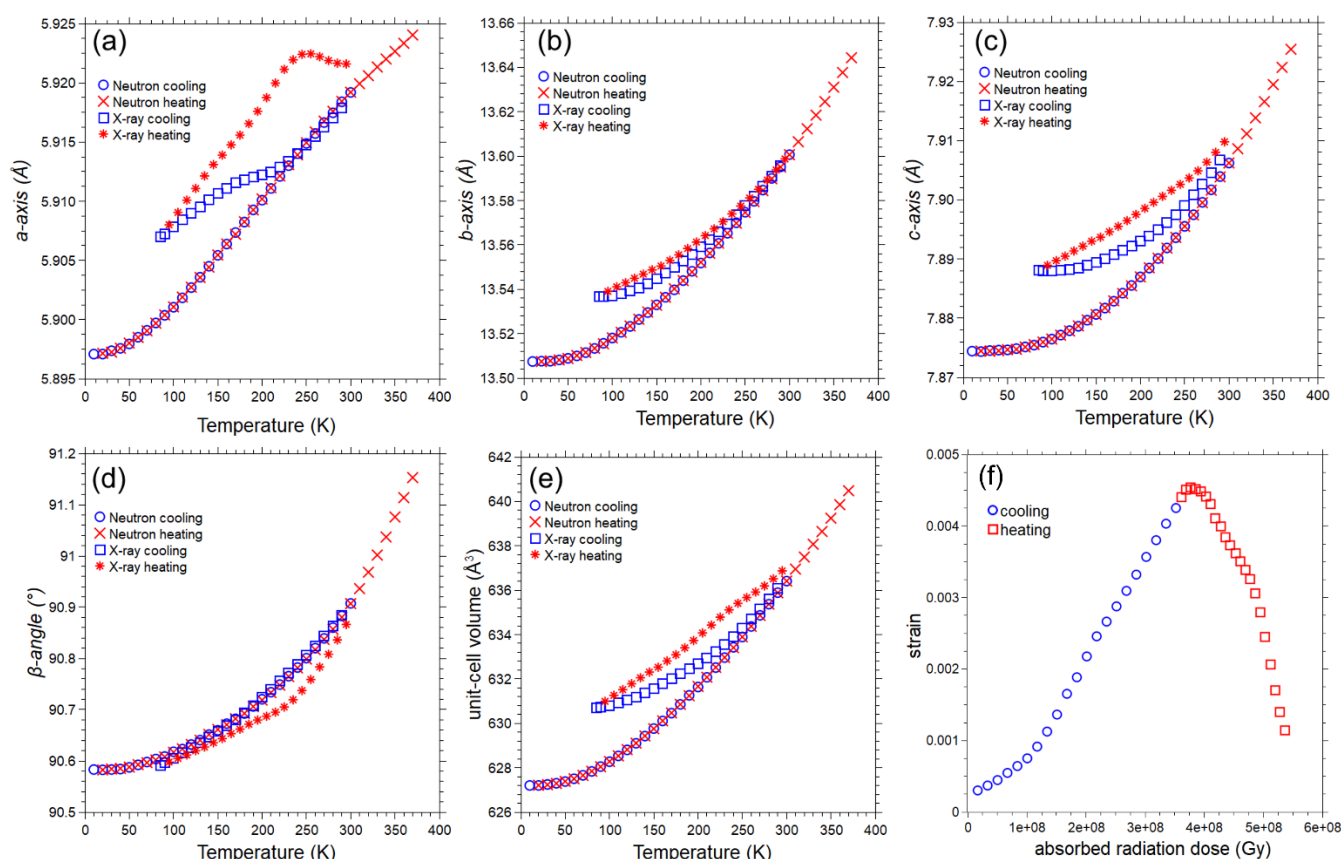 (a)
Neutron cooling
Neutron heating
X-ray cooling
X-ray heating
a-axis (Å)
5.925
5.920
5.915
5.910
5.905
5.900
5.895
0 50 100 150 200 250 300 350 400
Temperature (K)
(b)
Neutron cooling
Neutron heating
X-ray cooling
X-ray heating
b-axis (Å)
13.66
13.64
13.62
13.60
13.58
13.56
13.54
13.52
13.50
0 50 100 150 200 250 300 350 400
Temperature (K)
(c)
Neutron cooling
Neutron heating
X-ray cooling
X-ray heating
c-axis (Å)
7.93
7.92
7.91
7.90
7.89
7.88
7.87
0 50 100 150 200 250 300 350 400
Temperature (K)
(d)
Neutron cooling
Neutron heating
X-ray cooling
X-ray heating
β-angle (°)
91.2
91.1
91
90.9
90.8
90.7
90.6
90.5
0 50 100 150 200 250 300 350 400
Temperature (K)
(e)
Neutron cooling
Neutron heating
X-ray cooling
X-ray heating
unit-cell volume (Å³)
642
640
638
636
634
632
630
628
626
0 50 100 150 200 250 300 350 400
Temperature (K)
(f)
cooling
heating
strain
0.005
0.004
0.003
0.002
0.001
0
0 1e+08 2e+08 3e+08 4e+08 5e+08 6e+08
absorbed radiation dose (Gy)